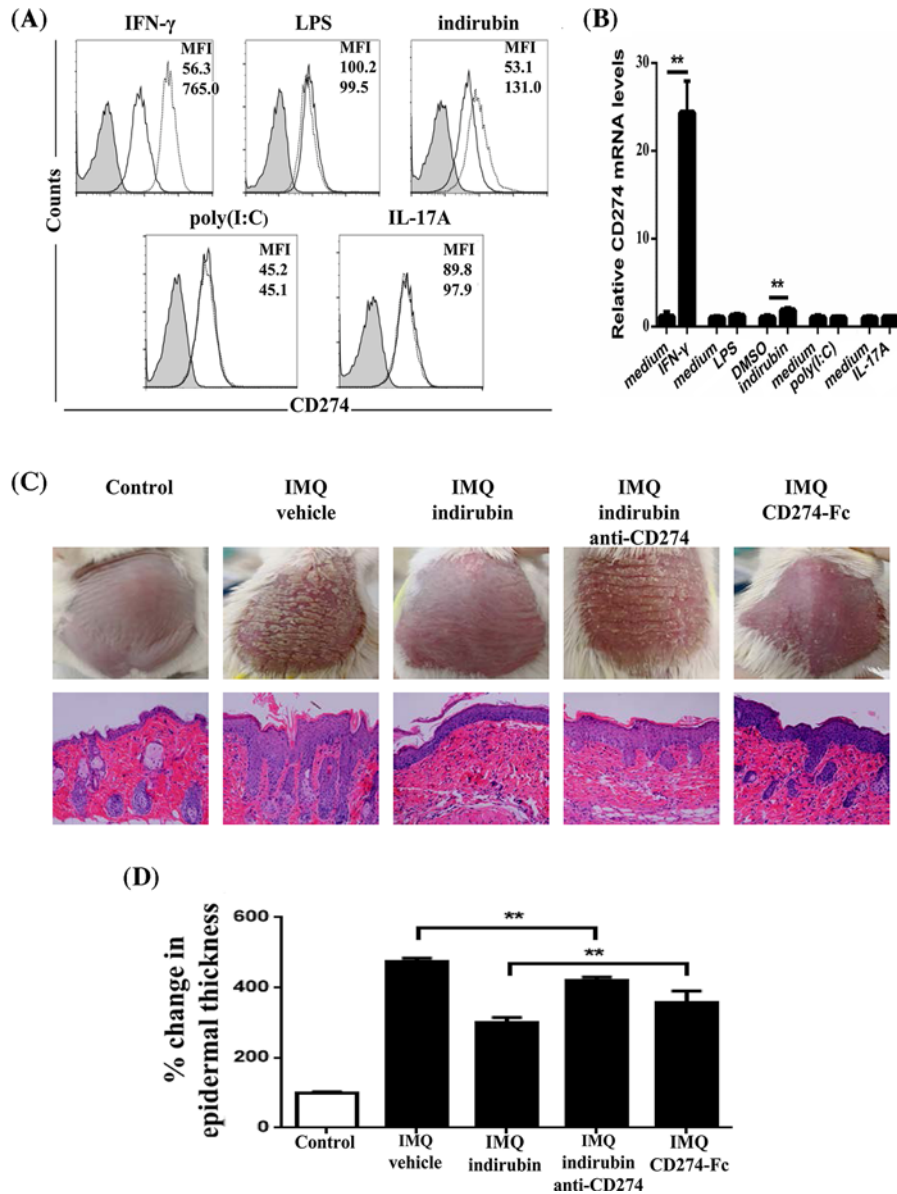 (A)
IFN-γ
LPS
indirubin
MFI
56.3
765.0
MFI
100.2
99.5
MFI
53.1
131.0
poly(I:C)
IL-17A
MFI
45.2
45.1
MFI
89.8
97.9
Counts
CD274
(B)
Relative CD274 mRNA levels
30
20
10
0
**
**
medium
IFN-γ
medium
LPS
DMSO
indirubin
medium
poly(I:C)
medium
IL-17A
(C)
Control
IMQ
vehicle
IMQ
indirubin
IMQ
indirubin
anti-CD274
IMQ
CD274-Fc
(D)
% change in
epidermal thickness
600
400
200
0
**
**
Control
IMQ
vehicle
IMQ
indirubin
IMQ
indirubin
anti-CD274
IMQ
CD274-Fc